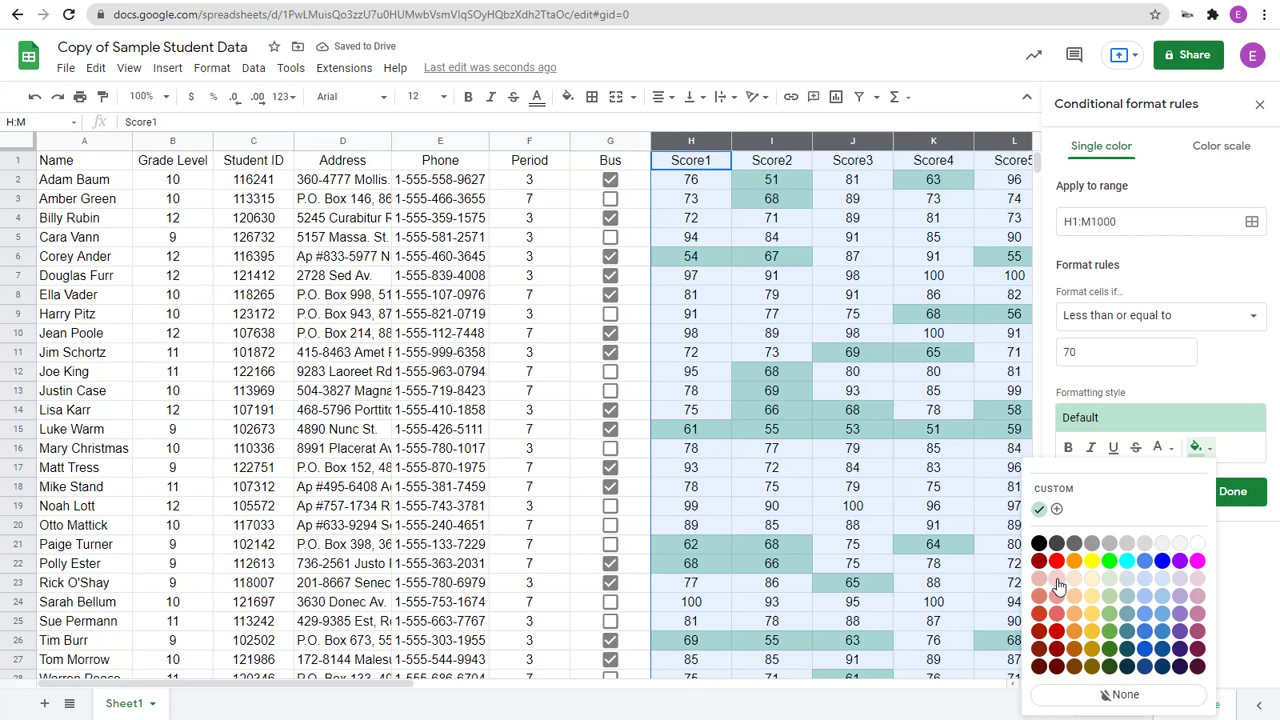 docs.google.com/spreadsheets/d/1PwLMuisQo3zzU7u0HUMwbVsmVlqSOyHQbzXdh2TtaOc/edit#gid=0 E
Copy of Sample Student Data Saved to Drive
File Edit View Insert Format Data Tools Extensions Help Last edit was seconds ago Share E
100% $ % .0 .00 123 Arial 12 B I S A
H:M fx Score1
A B C D E F G H I J K L
1 Name Grade Level Student ID Address Phone Period Bus Score1 Score2 Score3 Score4 Score5
2 Adam Baum 10 116241 360-4777 Mollis. 1-555-558-9627 3 76 51 81 63 96
3 Amber Green 10 113315 P.O. Box 146, 86 1-555-466-3655 7 73 68 89 73 74
4 Billy Rubin 12 120630 5245 Curabitur R 1-555-359-1575 3 72 71 89 81 73
5 Cara Vann 9 126732 5157 Massa. St. 1-555-581-2571 3 94 84 91 85 90
6 Corey Ander 12 116395 Ap #833-5977 N 1-555-460-3645 3 54 67 87 91 55
7 Douglas Furr 12 121412 2728 Sed Av. 1-555-839-4008 3 97 91 98 100 100
8 Ella Vader 10 118265 P.O. Box 998, 51 1-555-107-0976 7 81 79 91 86 82
9 Harry Pitz 10 123172 P.O. Box 943, 87 1-555-821-0719 3 91 77 75 68 56
10 Jean Poole 12 107638 P.O. Box 214, 88 1-555-112-7448 3 98 89 98 100 91
11 Jim Schortz 11 101872 415-8463 Amet F 1-555-999-6358 3 72 73 69 65 71
12 Joe King 11 122166 9283 Laoreet Rd 1-555-963-0794 7 95 68 80 80 81
13 Justin Case 10 113969 504-3827 Magna 1-555-719-8423 7 78 69 93 85 99
14 Lisa Karr 12 107191 468-5796 Porttito 1-555-410-1858 3 75 66 68 78 58
15 Luke Warm 9 102673 4890 Nunc St. 1-555-426-5111 3 61 55 53 51 59
16 Mary Christmas 10 110336 8991 Placerat Av 1-555-780-1017 3 78 77 79 85 84
17 Matt Tress 9 122751 P.O. Box 152, 48 1-555-870-1975 7 93 72 84 83 96
18 Mike Stand 11 107312 Ap #495-6408 A 1-555-381-7459 7 78 75 75 78 81
19 Noah Lott 12 105572 Ap #757-1734 R 1-555-743-3781 3 99 90 100 96 97
20 Otto Mattick 11 117033 Ap #633-9294 S 1-555-240-4651 7 89 85 88 91 89
21 Paige Turner 9 102142 P.O. Box 396, 3 1-555-133-7229 3 62 68 75 64 80
22 Polly Ester 9 112613 736-2561 Justo I 1-555-363-2366 7 68 66 75 78 72
23 Rick O'Shay 9 118007 201-8667 Senec 1-555-780-6979 3 77 86 65 88 72
24 Sarah Bellum 10 121697 3630 Donec Av. 1-555-653-1674 7 100 93 95 100 94
25 Sue Permann 11 113242 429-3985 Est, R 1-555-663-7767 3 81 78 88 87 90
26 Tim Burr 9 102502 P.O. Box 673, 55 1-555-303-1955 3 69 55 63 76 68
27 Tom Morrow 10 121986 172-8144 Males 1-555-544-9943 3 85 85 91 89 87
Sheet1
Conditional format rules
Single color Color scale
Apply to range
H1:M1000
Format rules
Format cells if…
Less than or equal to
70
Formatting style
Default
B I U S A
Done
CUSTOM
None